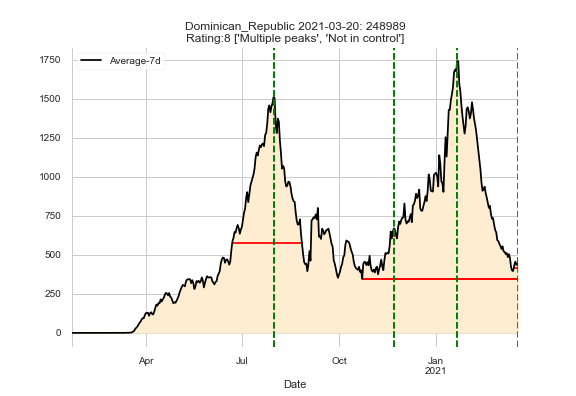 Dominican_Republic 2021-03-20: 248989
Rating:8 ['Multiple peaks', 'Not in control']
Average-7d
1750
1500
1250
1000
750
500
250
0
Apr
Jul
Oct
Jan
2021
Date